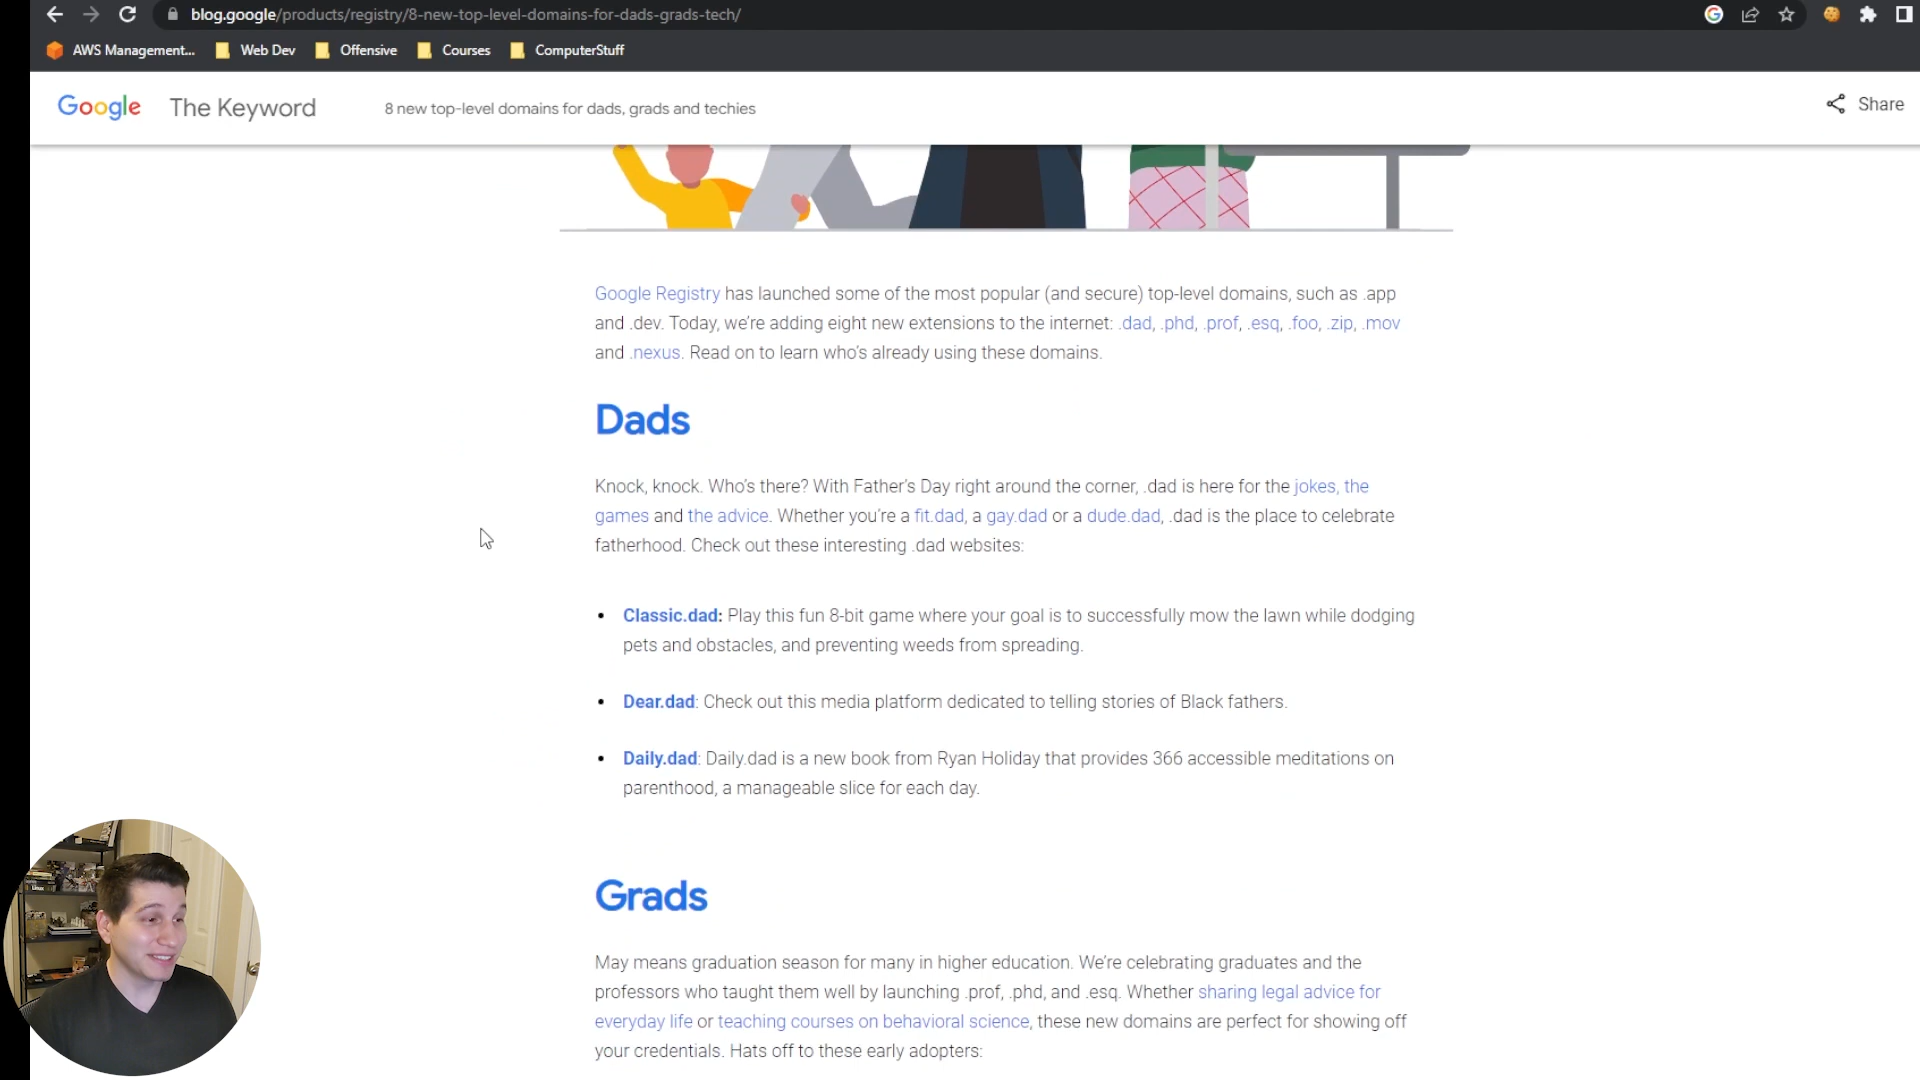 blog.google/products/registry/8-new-top-level-domains-for-dads-grads-tech/
AWS Management... Web Dev Offensive Courses ComputerStuff
Google The Keyword 8 new top-level domains for dads, grads and techies Share
Google Registry has launched some of the most popular (and secure) top-level domains, such as .app
and .dev. Today, we’re adding eight new extensions to the internet: .dad, .phd, .prof, .esq, .foo, .zip, .mov
and .nexus. Read on to learn who’s already using these domains.
Dads
Knock, knock. Who’s there? With Father’s Day right around the corner, .dad is here for the jokes, the
games and the advice. Whether you’re a fit.dad, a gay.dad or a dude.dad, .dad is the place to celebrate
fatherhood. Check out these interesting .dad websites:
• Classic.dad: Play this fun 8-bit game where your goal is to successfully mow the lawn while dodging
pets and obstacles, and preventing weeds from spreading.
• Dear.dad: Check out this media platform dedicated to telling stories of Black fathers.
• Daily.dad: Daily.dad is a new book from Ryan Holiday that provides 366 accessible meditations on
parenthood, a manageable slice for each day.
Grads
May means graduation season for many in higher education. We’re celebrating graduates and the
professors who taught them well by launching .prof, .phd, and .esq. Whether sharing legal advice for
everyday life or teaching courses on behavioral science, these new domains are perfect for showing off
your credentials. Hats off to these early adopters: